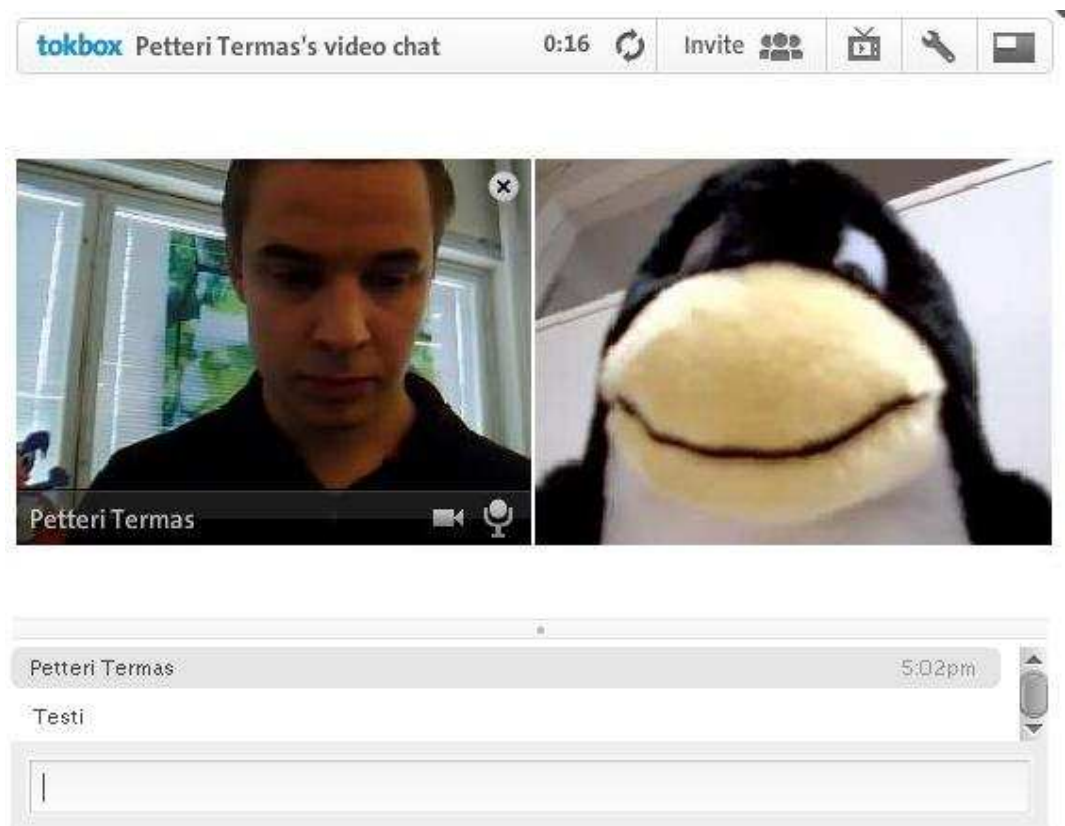 tokbox Petteri Termas's video chat 0:16 Invite
Petteri Termas
Petteri Termas 5:02pm
Testi